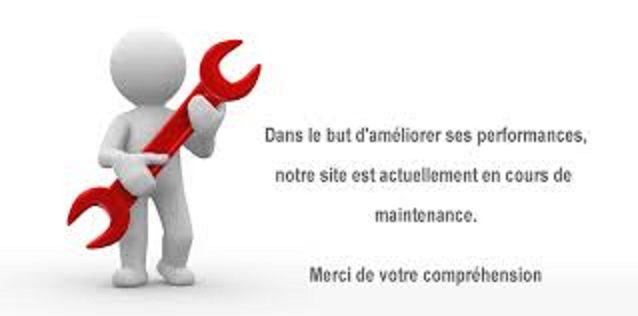 Dans le but d'améliorer ses performances,
notre site est actuellement en cours de
maintenance.
Merci de votre compréhension